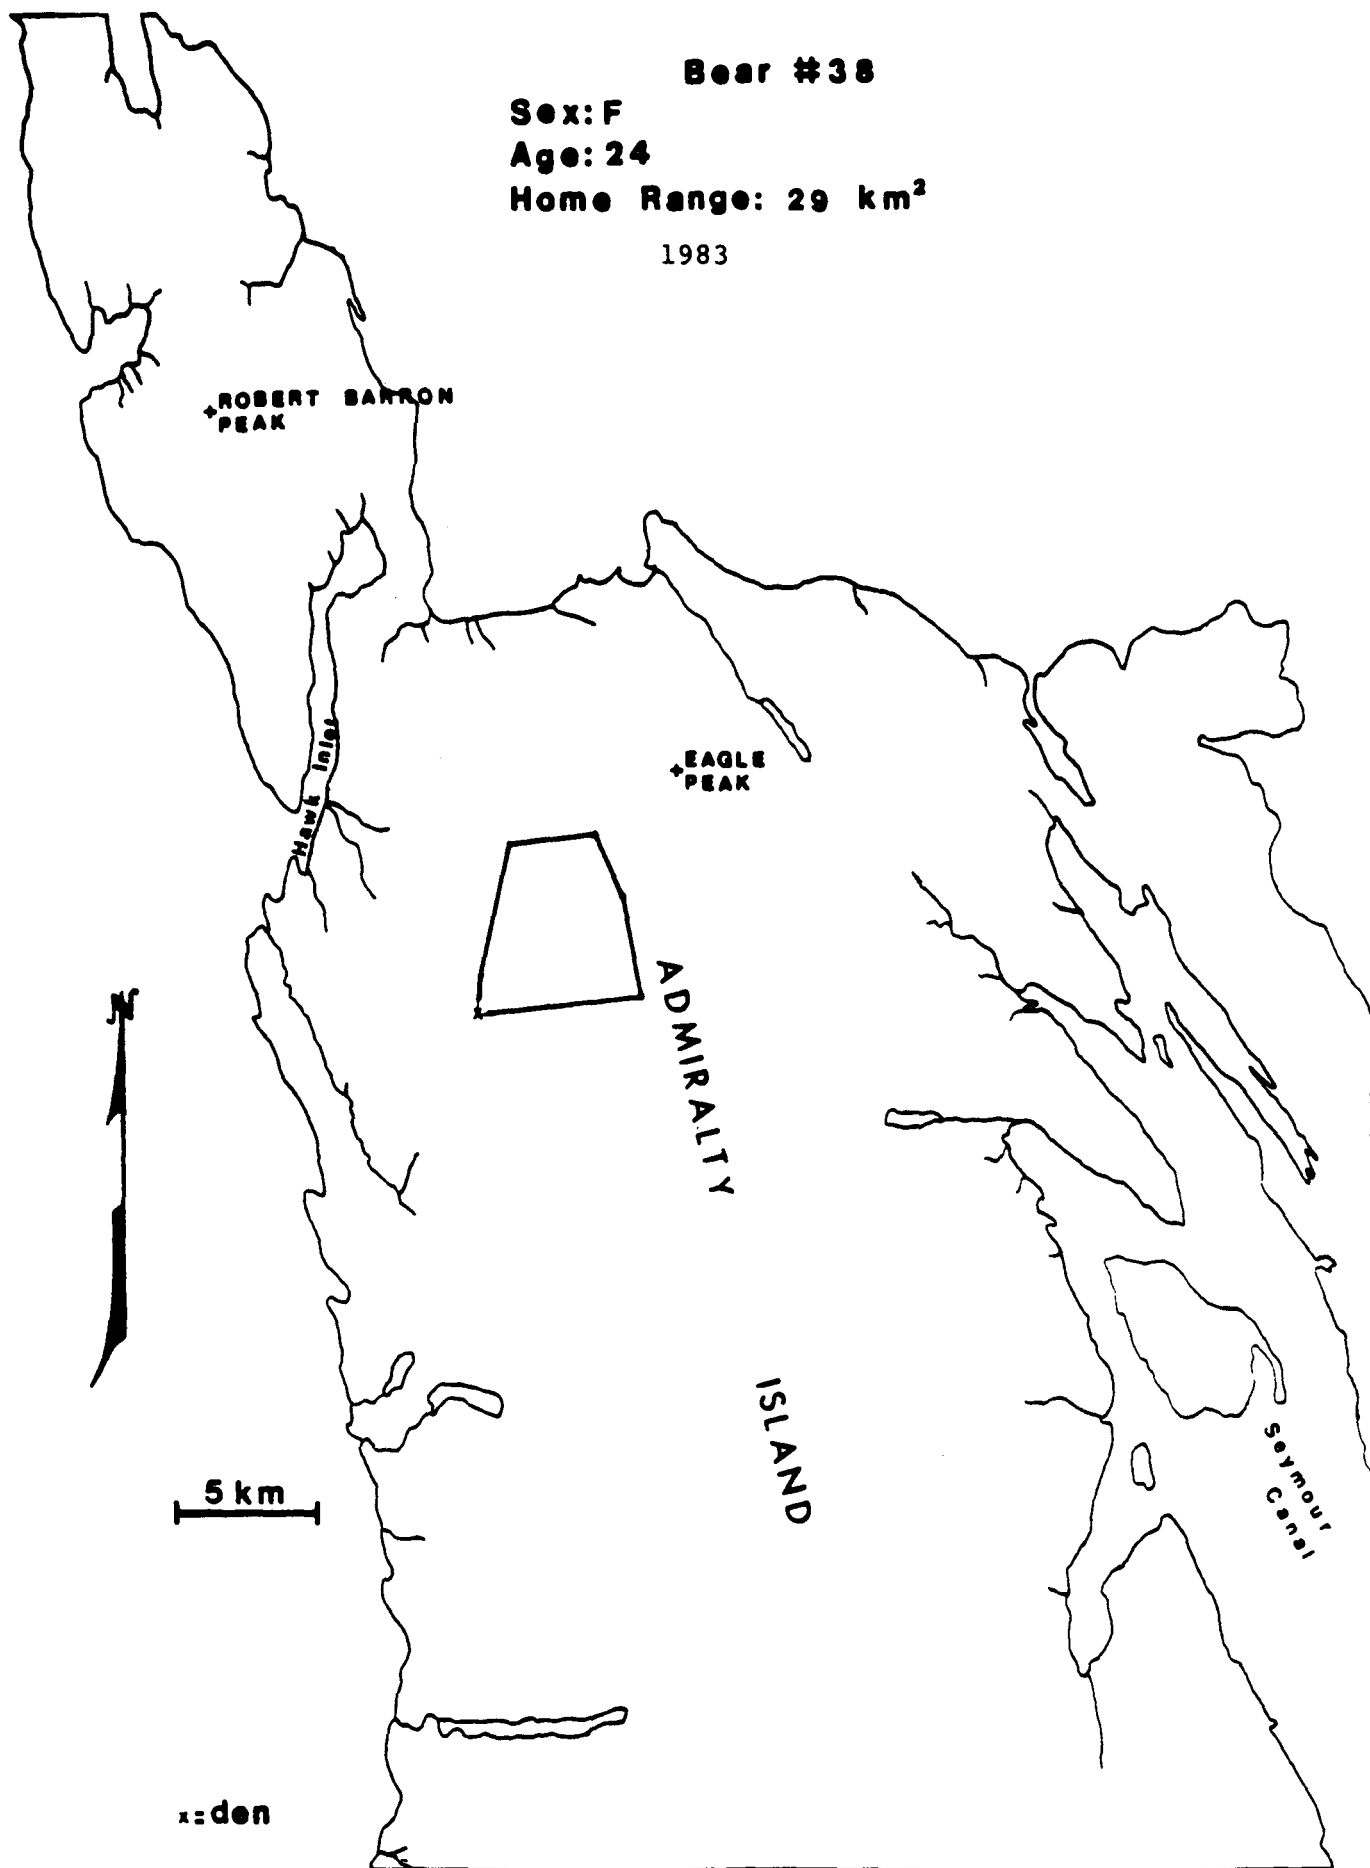 Bear #38
Sex: F
Age: 24
Home Range: 29 km²
1983
+ROBERT BARRON
PEAK
Hawk Inlet
+EAGLE
PEAK
N
ADMIRALTY
ISLAND
Seymour
Canal
5 km
x=den